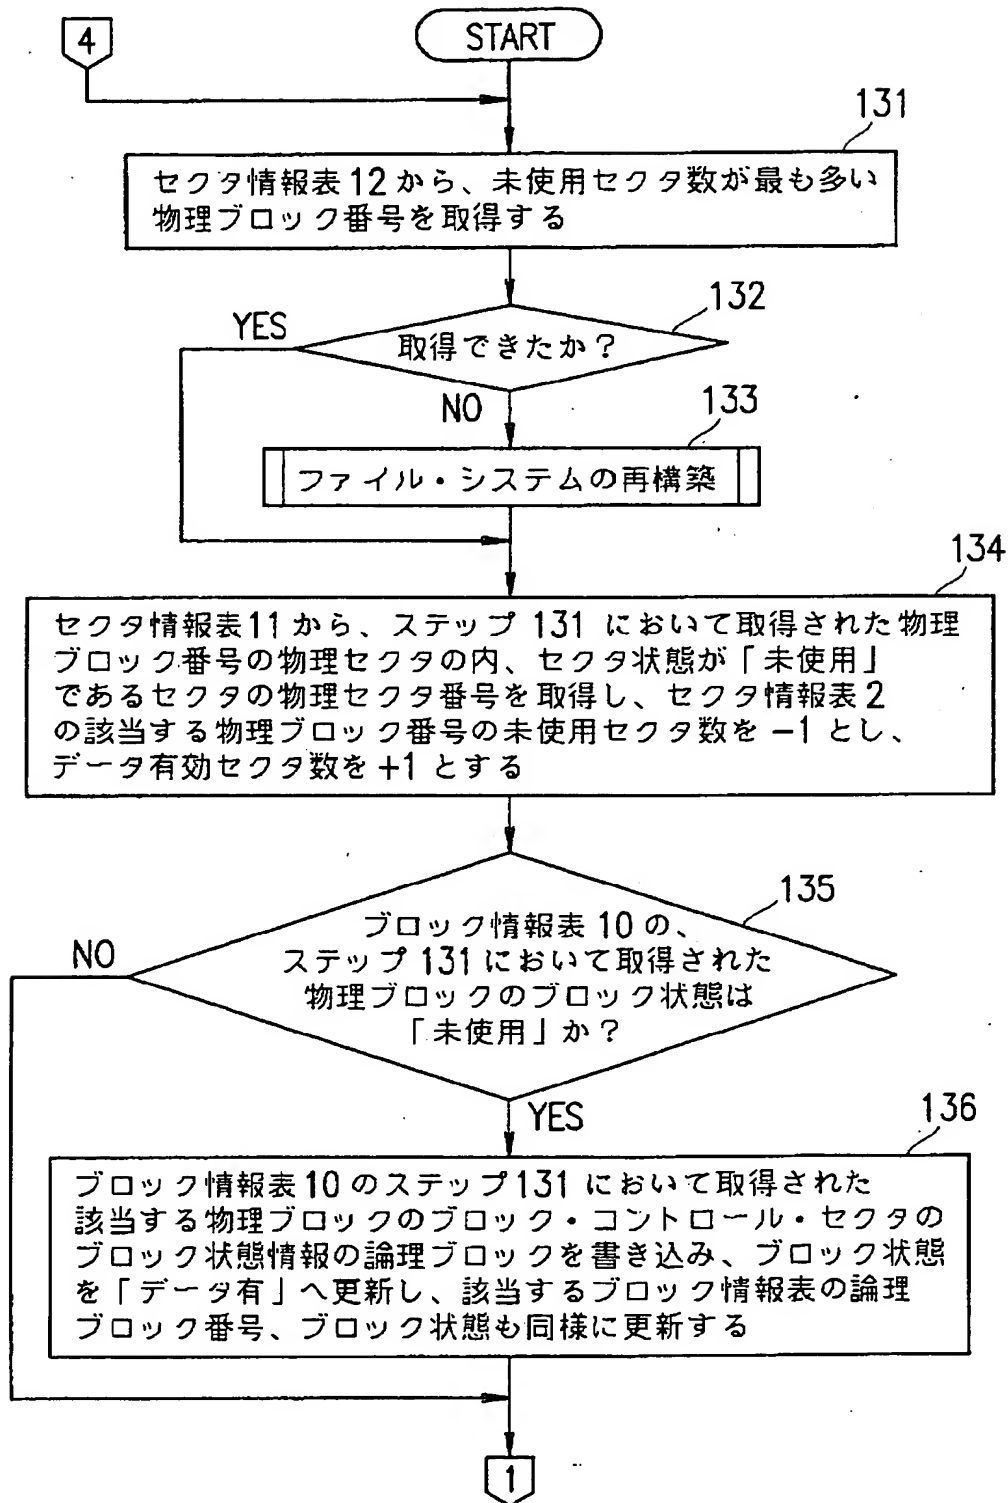 4
START
131
セクタ情報表12から、未使用セクタ数が最も多い
物理ブロック番号を取得する
132
YES
取得できたか？
NO
133
ファイル・システムの再構築
134
セクタ情報表11から、ステップ131において取得された物理
ブロック番号の物理セクタの内、セクタ状態が「未使用」
であるセクタの物理セクタ番号を取得し、セクタ情報表2
の該当する物理ブロック番号の未使用セクタ数を-1とし、
データ有効セクタ数を+1とする
135
ブロック情報表10の、
NO
ステップ131において取得された
物理ブロックのブロック状態は
「未使用」か？
YES
136
ブロック情報表10のステップ131において取得された
該当する物理ブロックのブロック・コントロール・セクタの
ブロック状態情報の論理ブロックを書き込み、ブロック状態
を「データ有」へ更新し、該当するブロック情報表の論理
ブロック番号、ブロック状態も同様に更新する
1